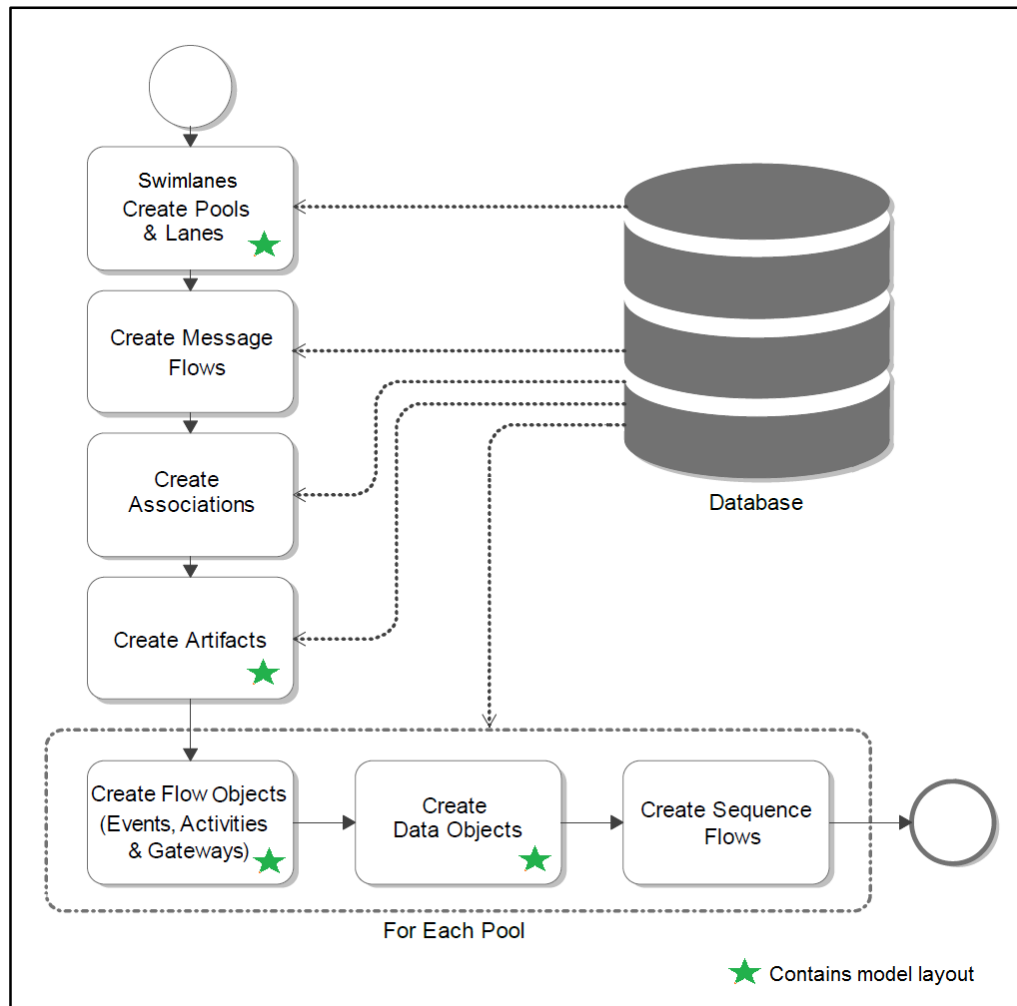 Swimlanes
Create Pools
& Lanes
Create Message
Flows
Create
Associations
Create Artifacts
Database
Create Flow Objects
(Events, Activities
& Gateways)
Create
Data Objects
Create Sequence
Flows
For Each Pool
Contains model layout